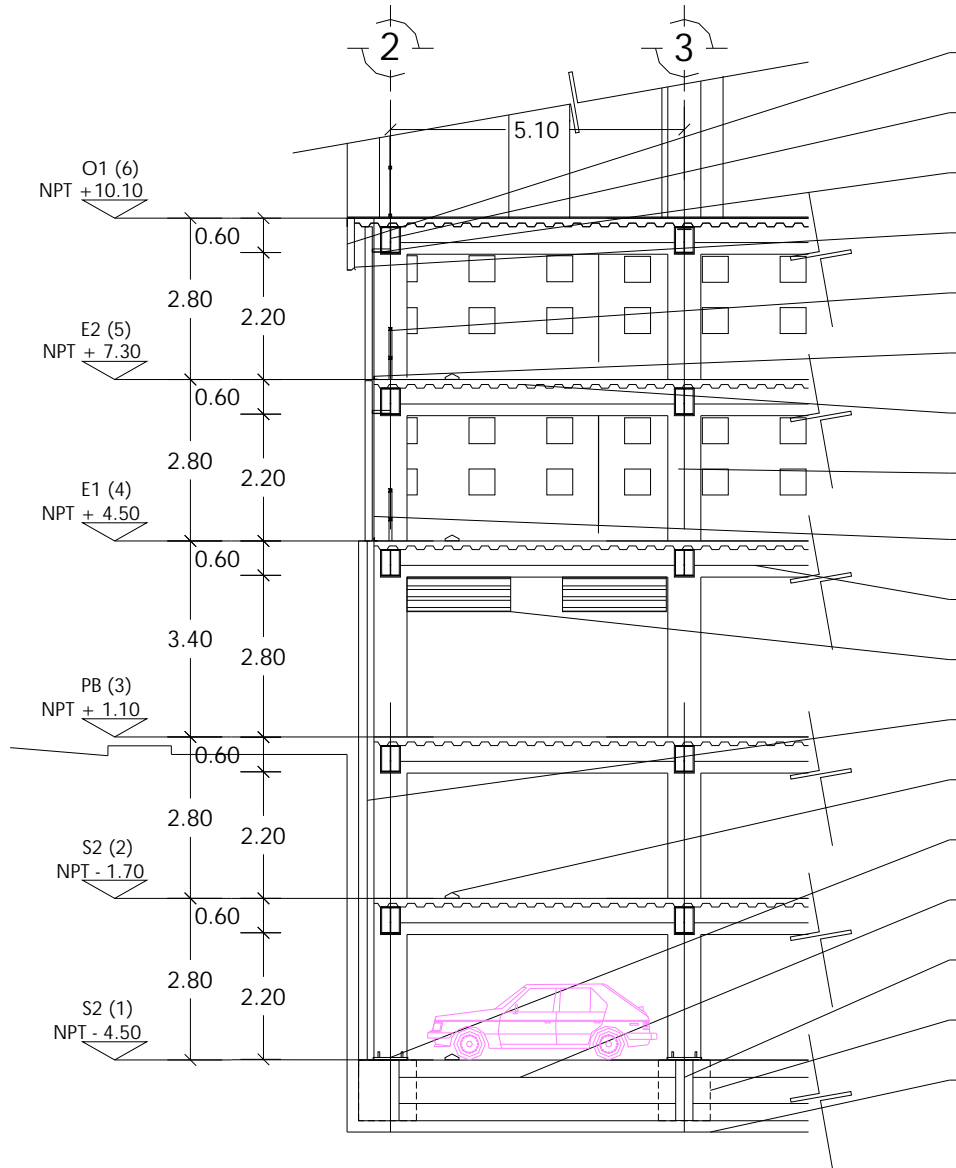 2
3
5.10
O1 (6)
NPT +10.10
0.60
2.80
2.20
E2 (5)
NPT + 7.30
0.60
2.80
2.20
E1 (4)
NPT + 4.50
0.60
3.40
2.80
PB (3)
NPT + 1.10
0.60
2.80
2.20
S2 (2)
NPT - 1.70
0.60
2.80
2.20
S2 (1)
NPT - 4.50